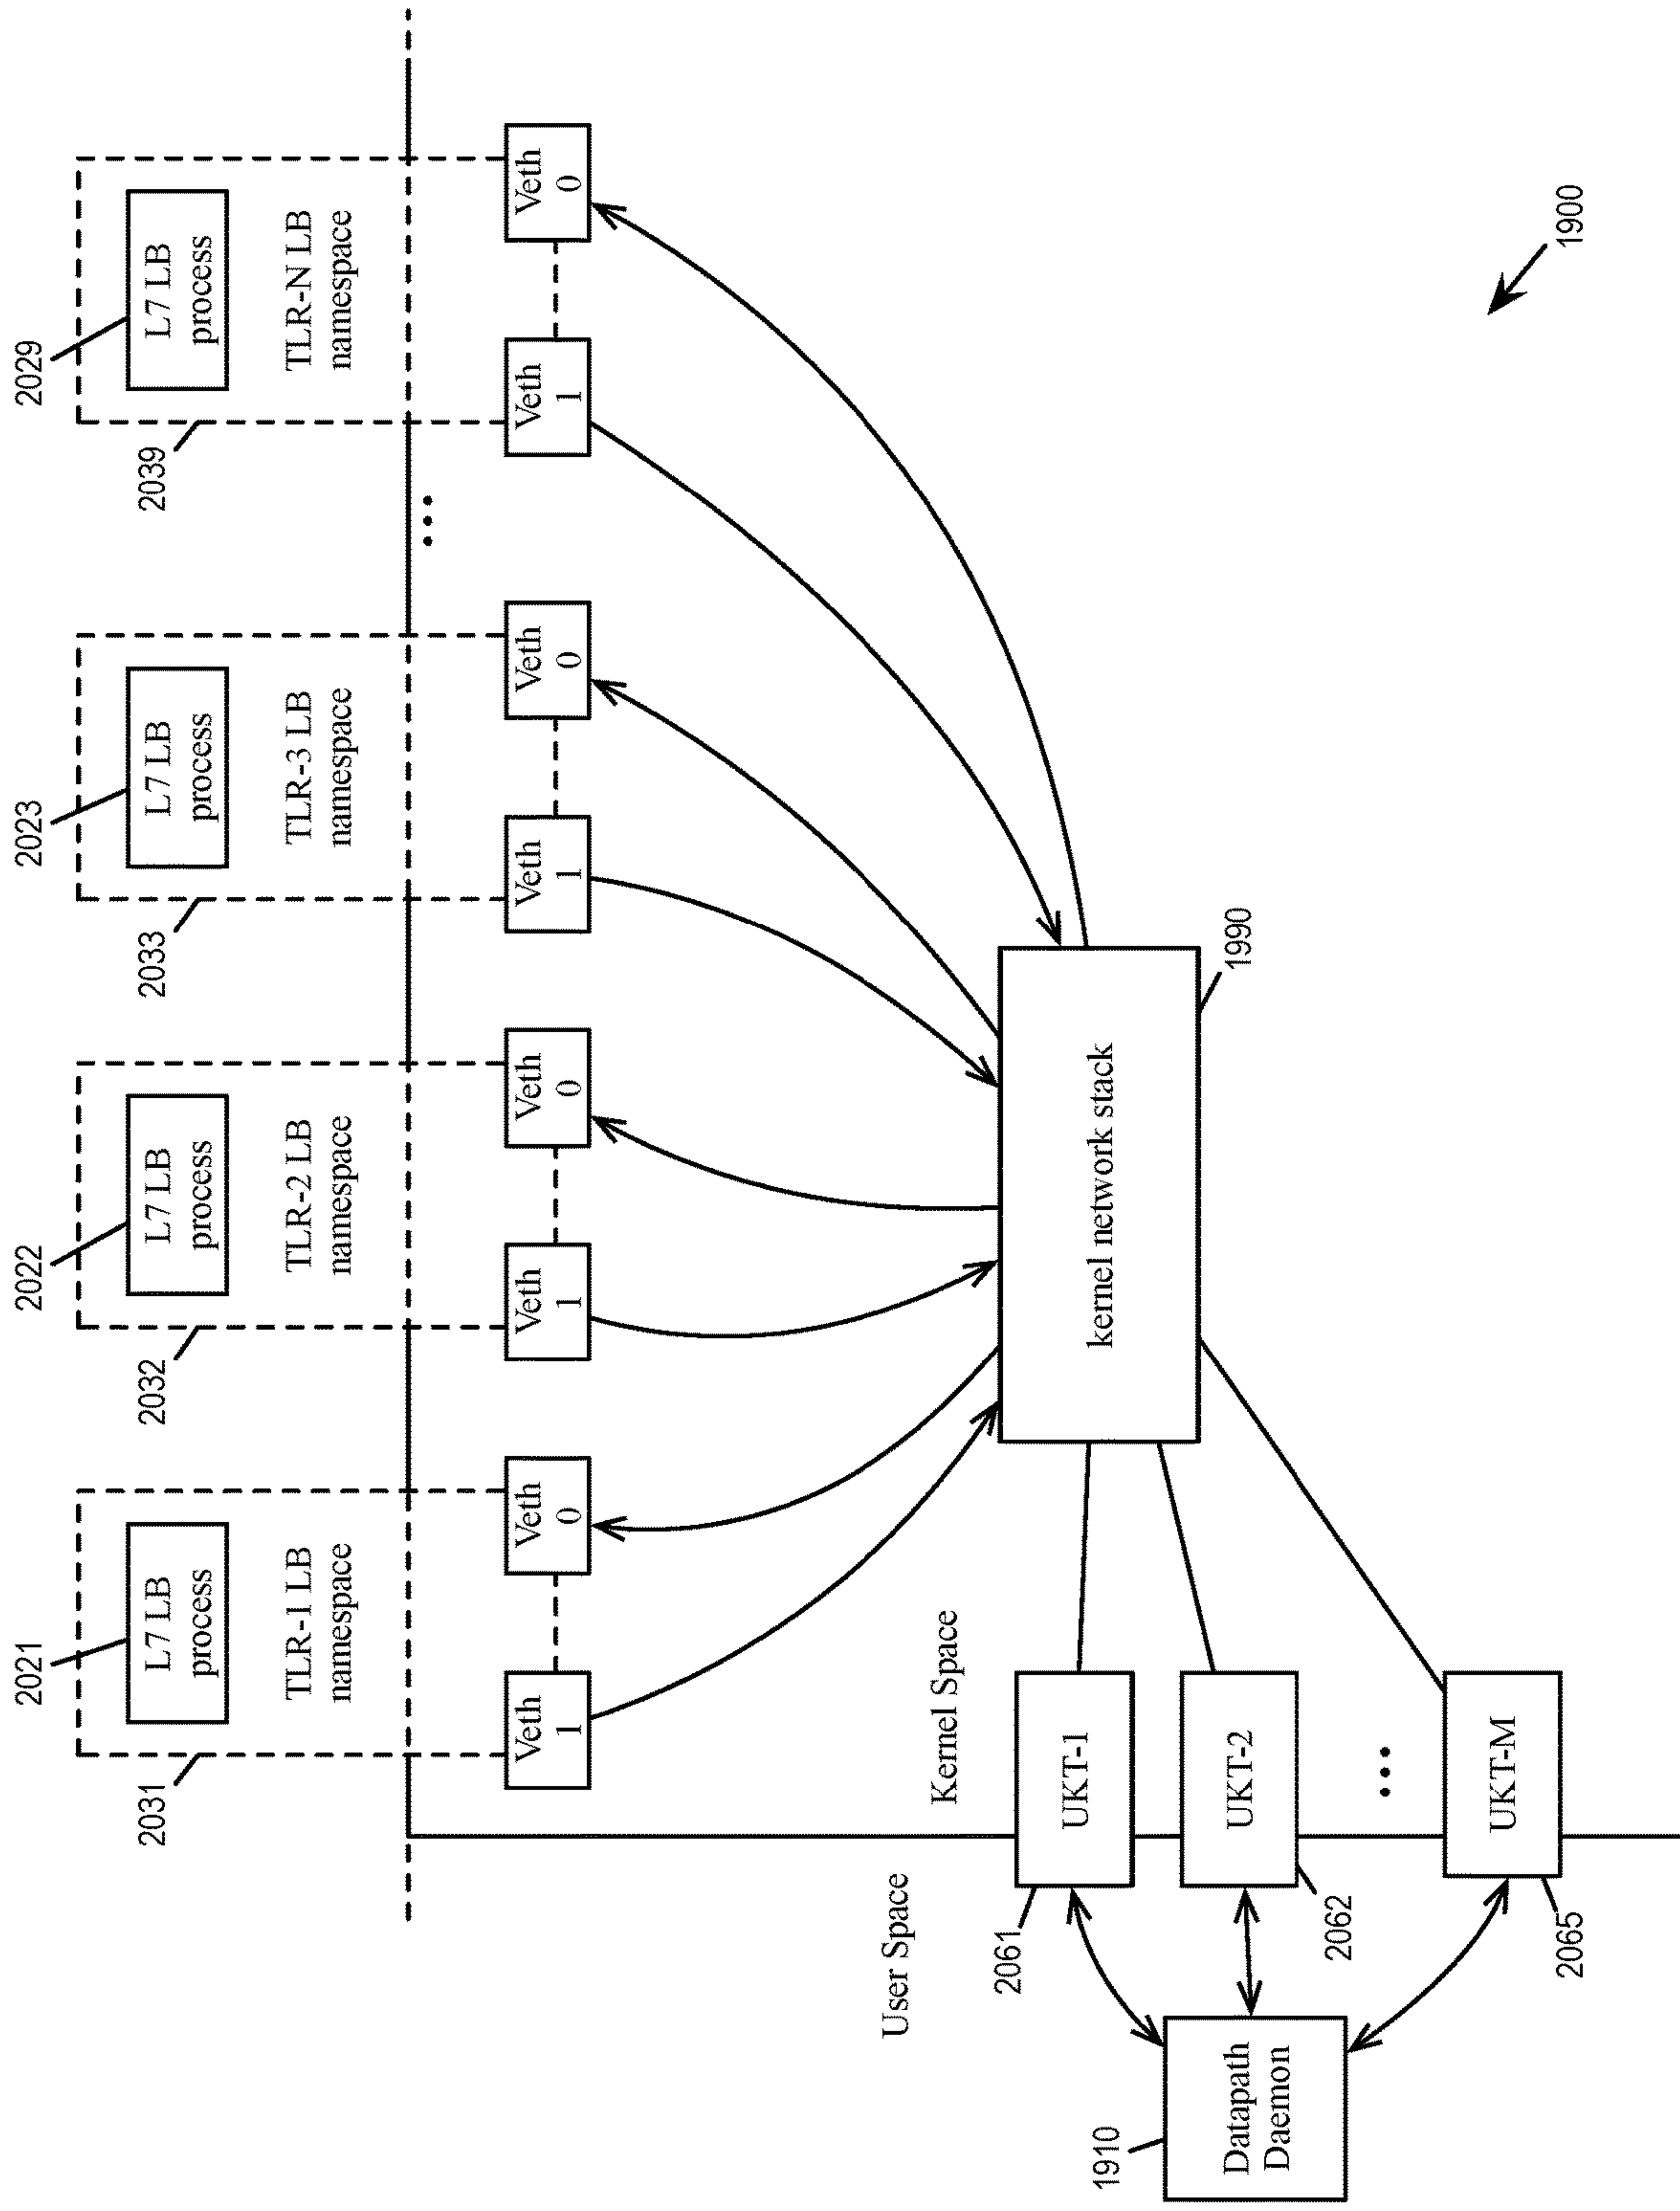 2021
2022
2023
2029
L7 LB
process
L7 LB
process
L7 LB
process
L7 LB
process
2031
TLR-1 LB
namespace
2032
TLR-2 LB
namespace
2033
TLR-3 LB
namespace
2039
TLR-N LB
namespace
...
Veth
1
Veth
0
Veth
1
Veth
0
Veth
1
Veth
0
Veth
1
Veth
0
User Space
Kernel Space
2061
UKT-1
2062
UKT-2
...
2065
UKT-M
1910
Datapath
Daemon
kernel network stack
1990
1900